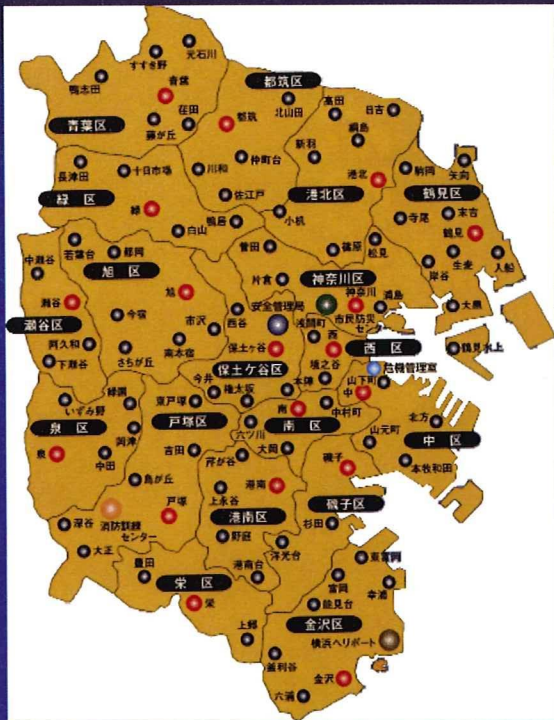 元石川
すすき野
青葉
鴨志田
荏田
藤が丘
青葉区
都筑区
北山田
都筑
高田
日吉
綱島
新羽
仲町台
川和
佐江戸
港北
港北区
駒岡
矢向
鶴見区
寺尾
末吉
鶴見
生麦
入船
岸谷
長津田
十日市場
緑区
緑
鴨居
白山
小机
篠原
松見
菅田
片倉
神奈川区
神奈川
浦島
市民防災
センター
大黒
鶴見水上
中瀬谷
若葉台
都岡
旭区
旭
瀬谷
瀬谷区
今宿
市沢
阿久和
下瀬谷
さちが丘
南本宿
西谷
安全管理局
浅間町
西
西区
保土ケ谷
保土ケ谷区
境之谷
危機管理室
今井
権太坂
本陣
山下町
中
いずみ野
緑園
東戸塚
戸塚区
泉区
岡津
泉
中田
南
南区
中村町
六ツ川
大岡
山元町
北方
中区
本牧和田
吉田
芹が谷
鳥が丘
上永谷
港南
港南区
磯子
磯子区
杉田
戸塚
消防訓練
センター
深谷
大正
野庭
港南台
洋光台
豊田
栄区
栄
上郷
東富岡
富岡
幸浦
能見台
金沢区
横浜ヘリポート
釜利谷
六浦
金沢